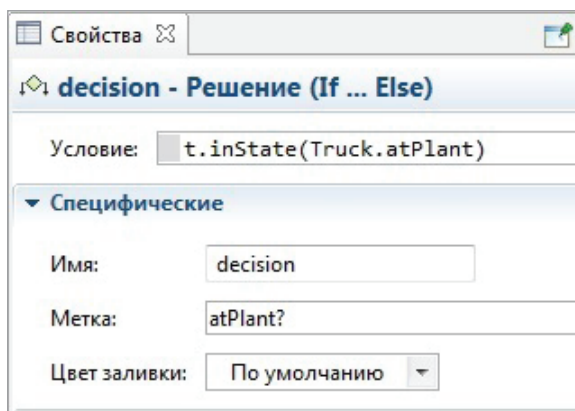 Свойства
decision - Решение (If ... Else)
Условие: t.inState(Truck.atPlant)
Специфические
Имя: decision
Метка: atPlant?
Цвет заливки: По умолчанию